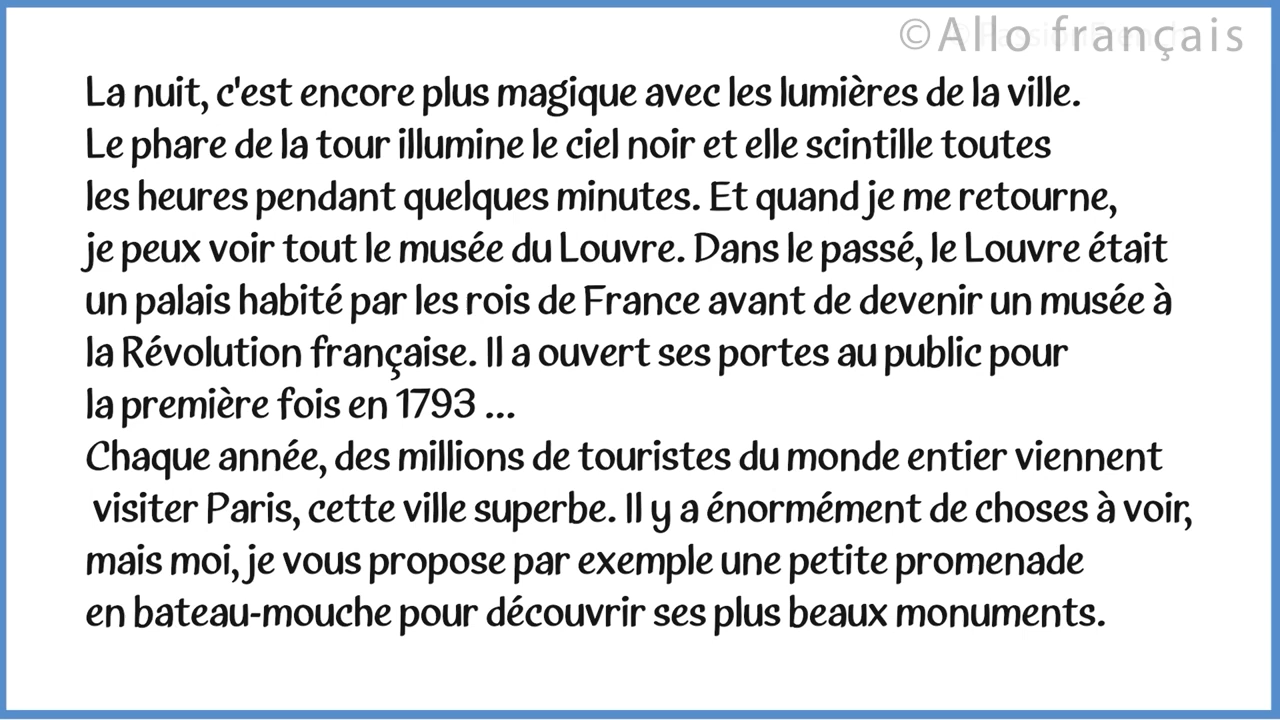 ©Allo français
La nuit, c'est encore plus magique avec les lumières de la ville.
Le phare de la tour illumine le ciel noir et elle scintille toutes
les heures pendant quelques minutes. Et quand je me retourne,
je peux voir tout le musée du Louvre. Dans le passé, le Louvre était
un palais habité par les rois de France avant de devenir un musée à
la Révolution française. Il a ouvert ses portes au public pour
la première fois en 1793 ...
Chaque année, des millions de touristes du monde entier viennent
visiter Paris, cette ville superbe. Il y a énormément de choses à voir,
mais moi, je vous propose par exemple une petite promenade
en bateau-mouche pour découvrir ses plus beaux monuments.